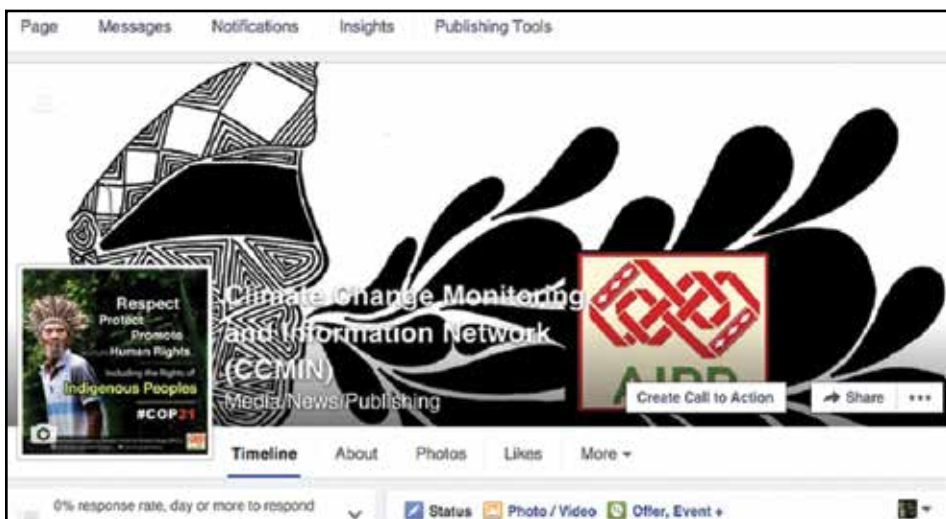 Page Messages Notifications Insights Publishing Tools
Climate Change Monitoring
and Information Network
(CCMIN)
Media/News/Publishing
Respect
Protect
Promote
Human Rights
Including the Rights of
Indigenous Peoples
#COP21
AIPP
Create Call to Action Share
Timeline About Photos Likes More
0% response rate, day or more to respond
Status Photo / Video Offer, Event +